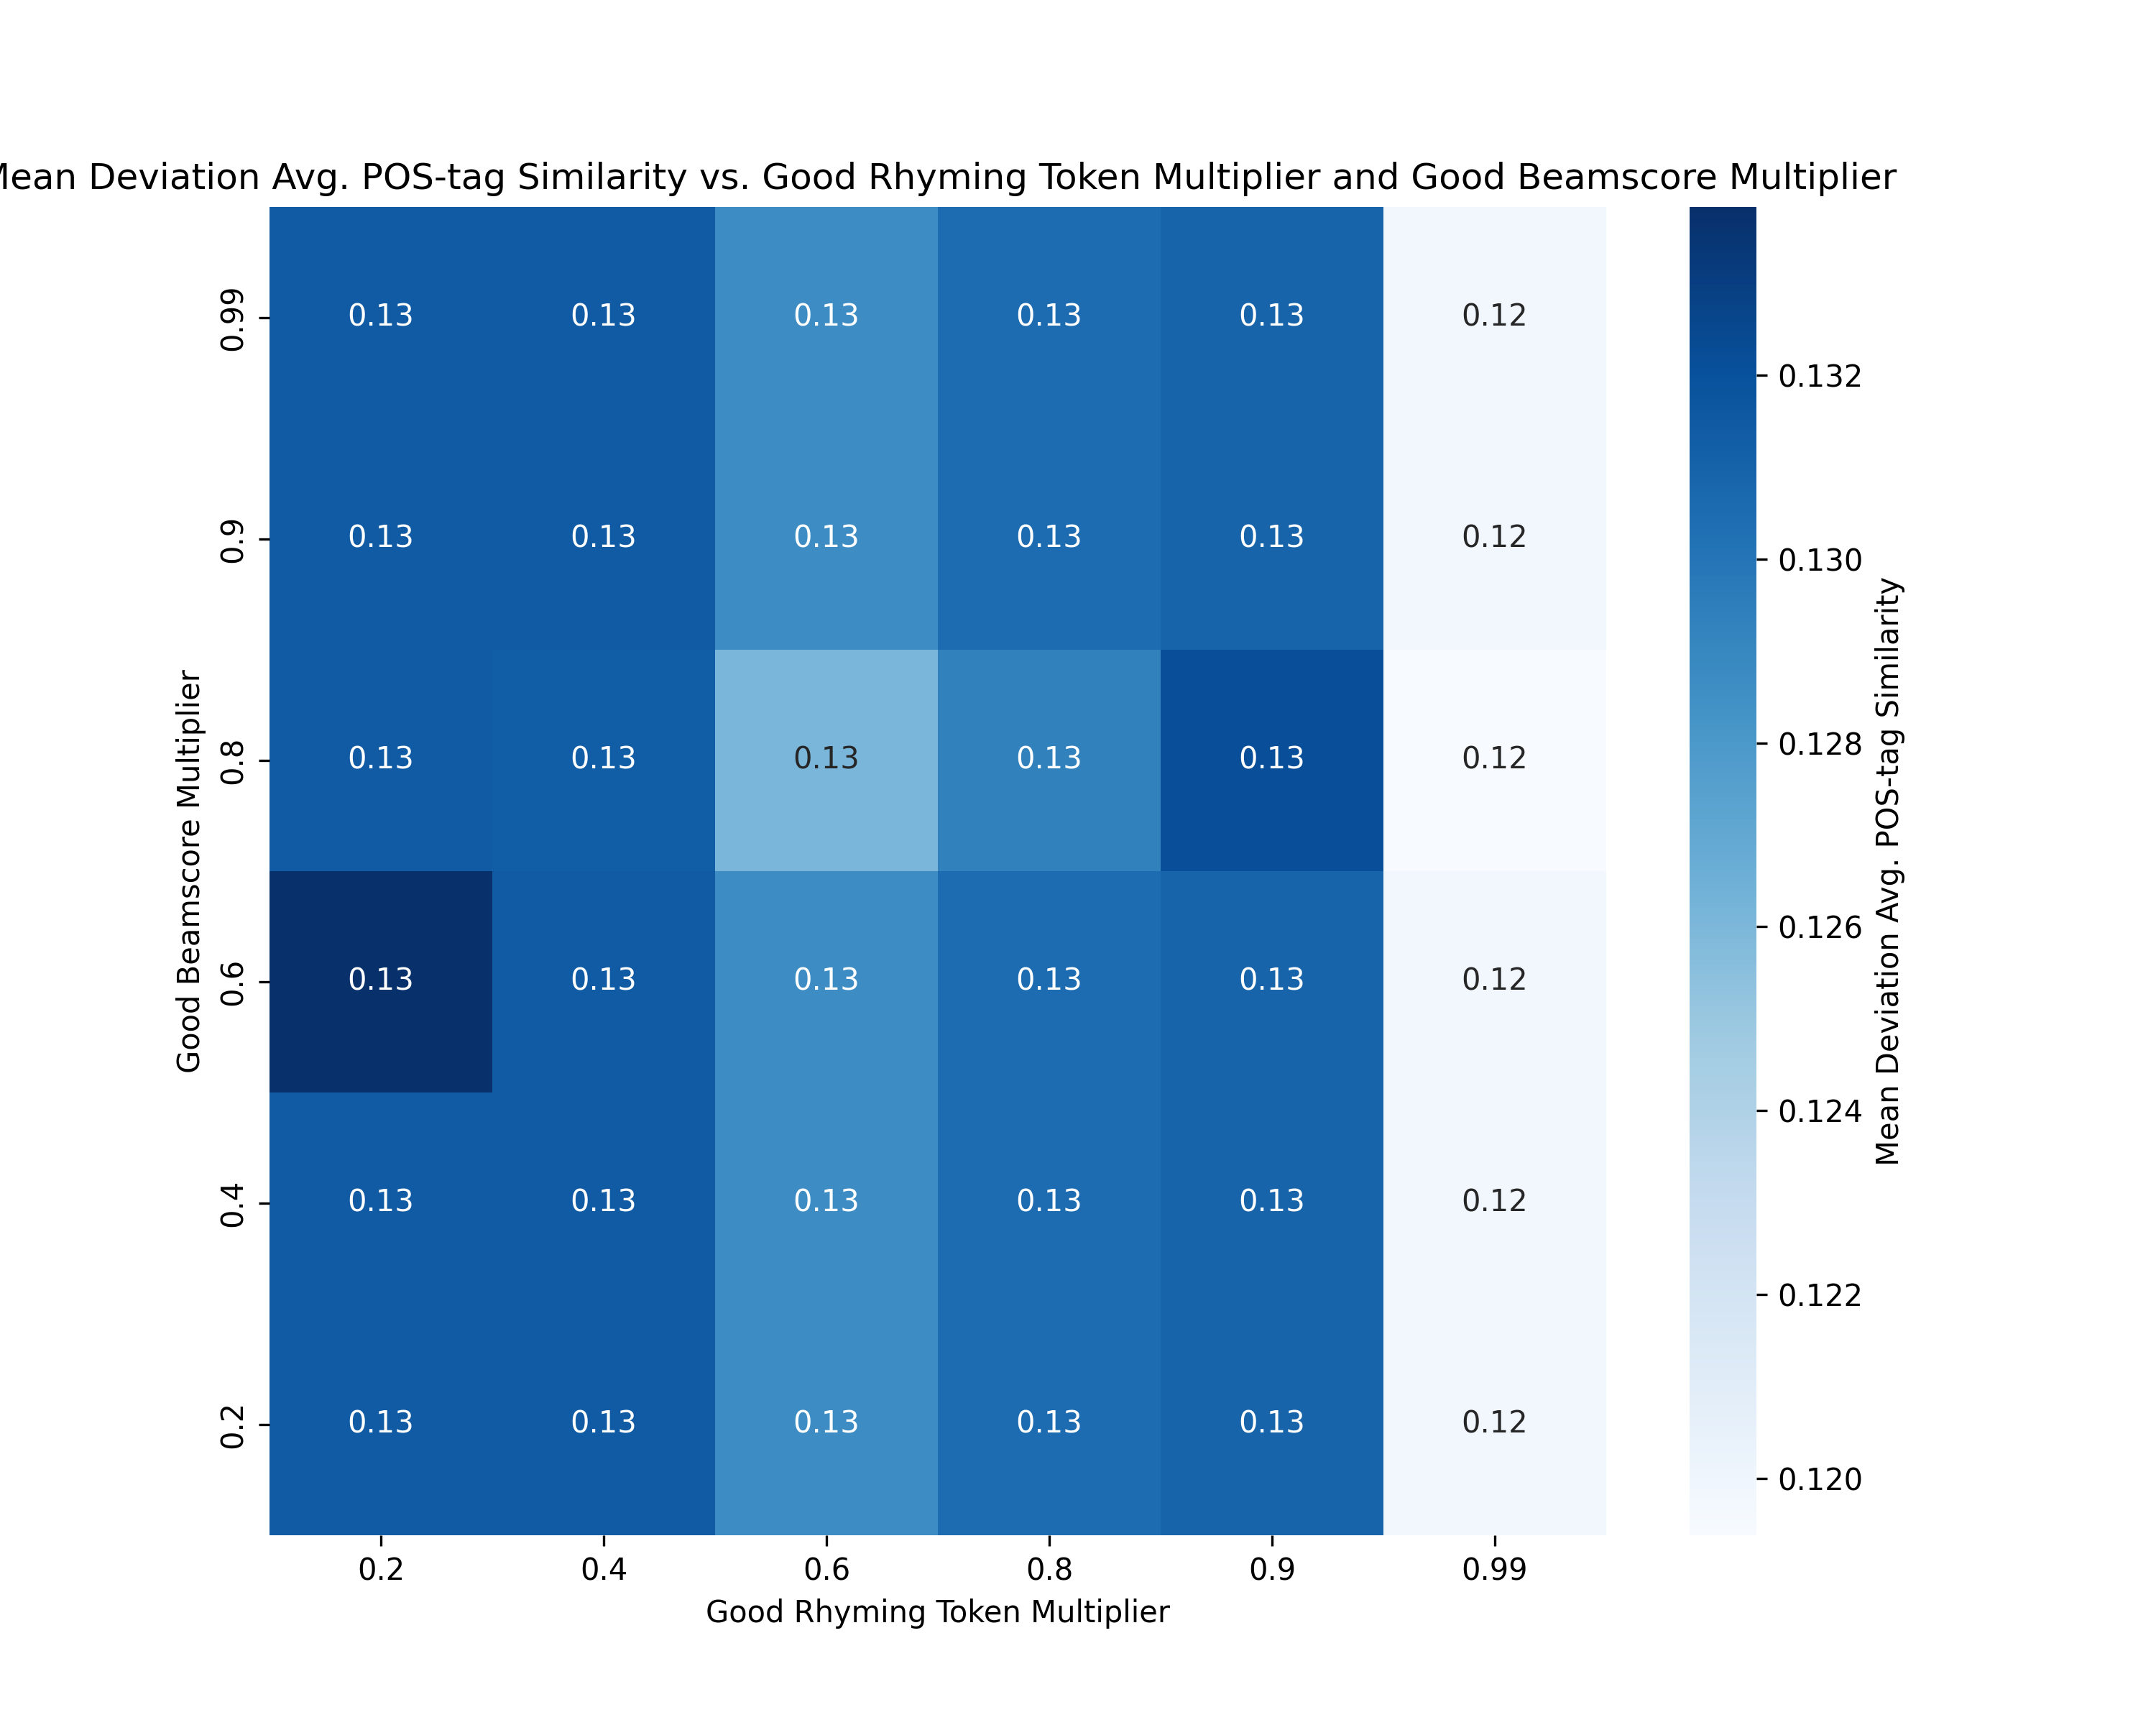 Mean Deviation Avg. POS-tag Similarity vs. Good Rhyming Token Multiplier and Good Beamscore Multiplier
0.99
0.13 0.13 0.13 0.13 0.13 0.12
0.9
0.13 0.13 0.13 0.13 0.13 0.12
0.8
0.13 0.13 0.13 0.13 0.13 0.12
0.6
0.13 0.13 0.13 0.13 0.13 0.12
0.4
0.13 0.13 0.13 0.13 0.13 0.12
0.2
0.13 0.13 0.13 0.13 0.13 0.12
Good Beamscore Multiplier
0.2 0.4 0.6 0.8 0.9 0.99
Good Rhyming Token Multiplier
0.132
0.130
0.128
0.126
0.124
0.122
0.120
Mean Deviation Avg. POS-tag Similarity